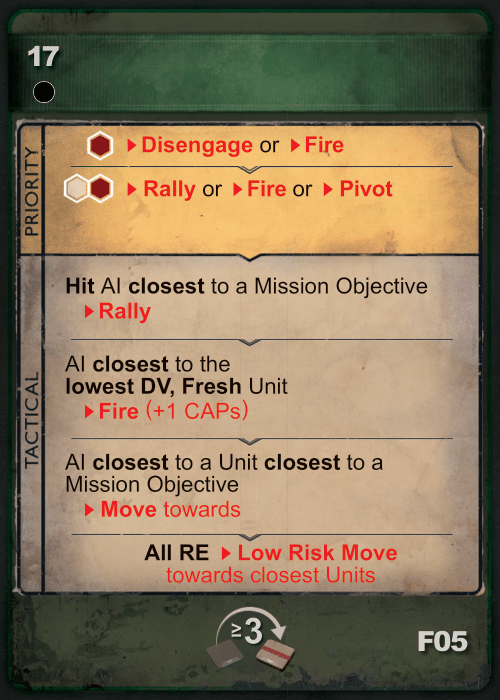 17
PRIORITY
Disengage or Fire
Rally or Fire or Pivot
TACTICAL
Hit AI closest to a Mission Objective
Rally
AI closest to the
lowest DV, Fresh Unit
Fire (+1 CAPs)
AI closest to a Unit closest to a
Mission Objective
Move towards
All RE Low Risk Move
towards closest Units
≥3
F05